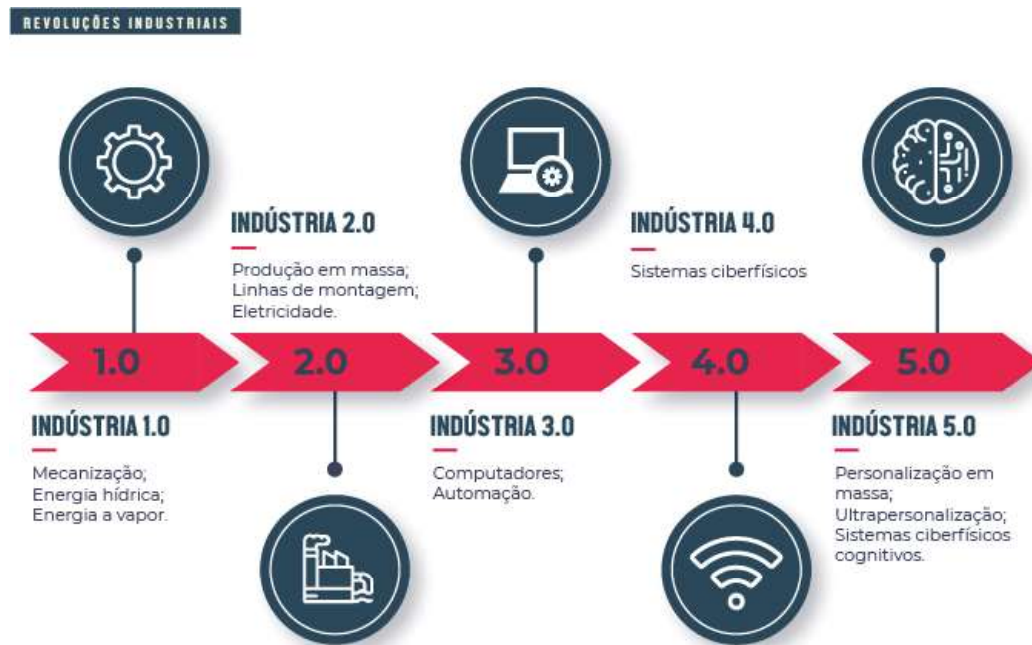 REVOLUÇÕES INDUSTRIAIS
INDÚSTRIA 2.0
Produção em massa;
Linhas de montagem;
Eletricidade.
INDÚSTRIA 4.0
Sistemas ciberfísicos
1.0
2.0
3.0
4.0
5.0
INDÚSTRIA 1.0
Mecanização;
Energia hídrica;
Energia a vapor.
INDÚSTRIA 3.0
Computadores;
Automação.
INDÚSTRIA 5.0
Personalização em
massa;
Ultrapersonalização;
Sistemas ciberfísicos
cognitivos.